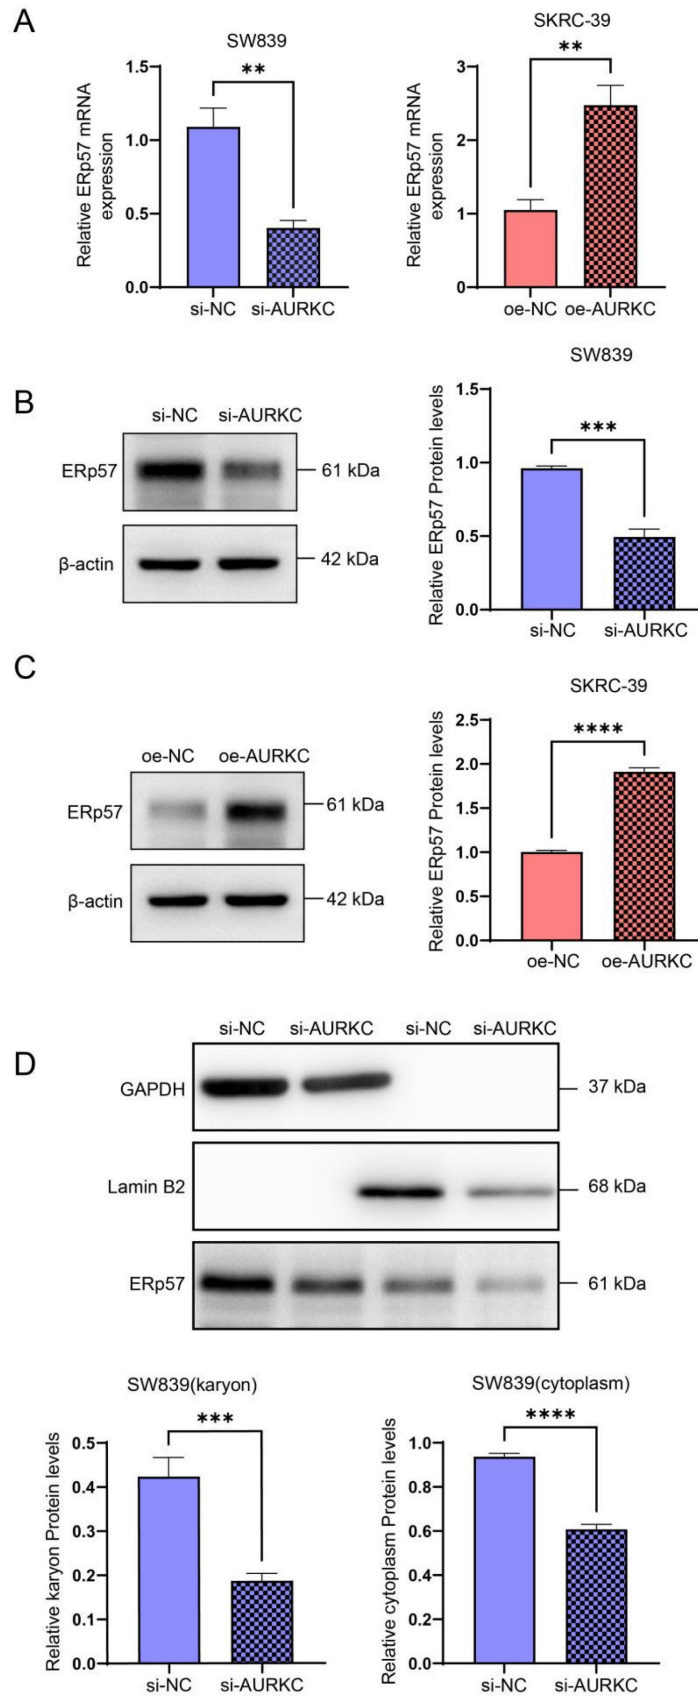 A
SW839
**
Relative ERp57 mRNA
expression
1.5
1.0
0.5
0.0
si-NC si-AURKC
SKRC-39
**
Relative ERp57 mRNA
expression
3
2
1
0
oe-NC oe-AURKC
B
si-NC si-AURKC
ERp57 61 kDa
β-actin 42 kDa
SW839
***
Relative ERp57 Protein levels
1.5
1.0
0.5
0.0
si-NC si-AURKC
C
oe-NC oe-AURKC
ERp57 61 kDa
β-actin 42 kDa
SKRC-39
****
Relative ERp57 Protein levels
2.5
2.0
1.5
1.0
0.5
0.0
oe-NC oe-AURKC
D
si-NC si-AURKC si-NC si-AURKC
GAPDH 37 kDa
Lamin B2 68 kDa
ERp57 61 kDa
SW839(karyon)
***
Relative karyon Protein levels
0.5
0.4
0.3
0.2
0.1
0.0
si-NC si-AURKC
SW839(cytoplasm)
****
Relative cytoplasm Protein levels
1.0
0.8
0.6
0.4
0.2
0.0
si-NC si-AURKC